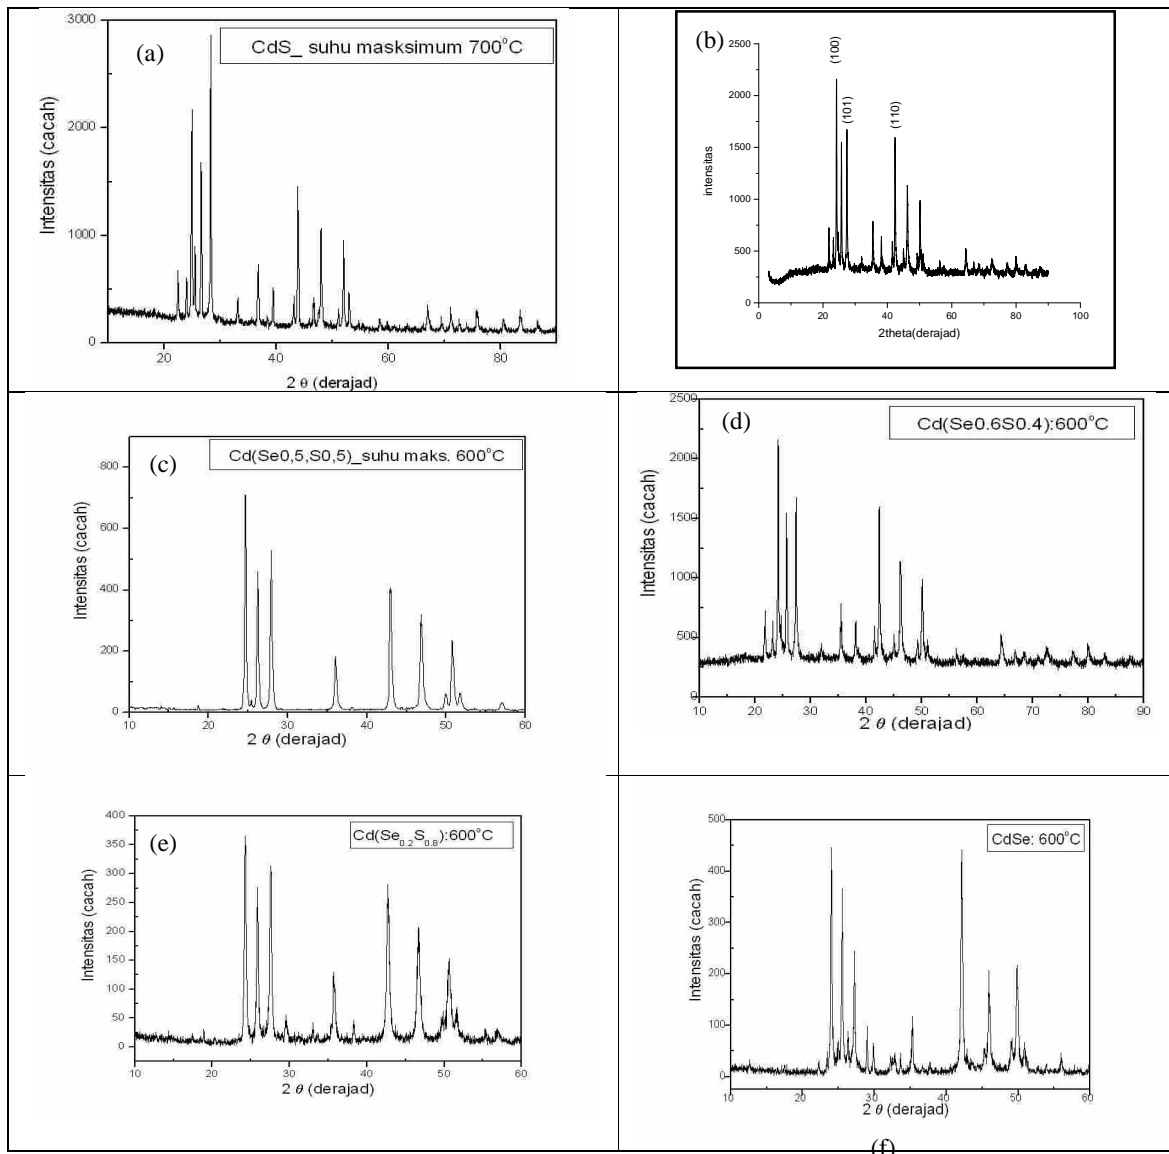 (a)
CdS_ suhu masksimum 700°C
3000
2000
1000
0
20 40 60 80
Intensitas (cacah)
2 θ (derajad)
(b)
2500
2000
1500
1000
500
0
0 20 40 60 80 100
intensitas
2theta(derajad)
(100)
(101)
(110)
(c)
Cd(Se0,5,S0,5)_suhu maks. 600°C
800
600
400
200
0
10 20 30 40 50 60
Intensitas (cacah)
2 θ (derajad)
(d)
Cd(Se0.6S0.4):600°C
2500
2000
1500
1000
500
0
10 20 30 40 50 60 70 80 90
Intensitas (cacah)
2 θ (derajad)
(e)
Cd(Se0.2S0.8):600°C
400
350
300
250
200
150
100
50
0
10 20 30 40 50 60
Intensitas (cacah)
2 θ (derajad)
CdSe: 600°C
500
400
300
200
100
0
10 20 30 40 50 60
Intensitas (cacah)
2 θ (derajad)
(f)